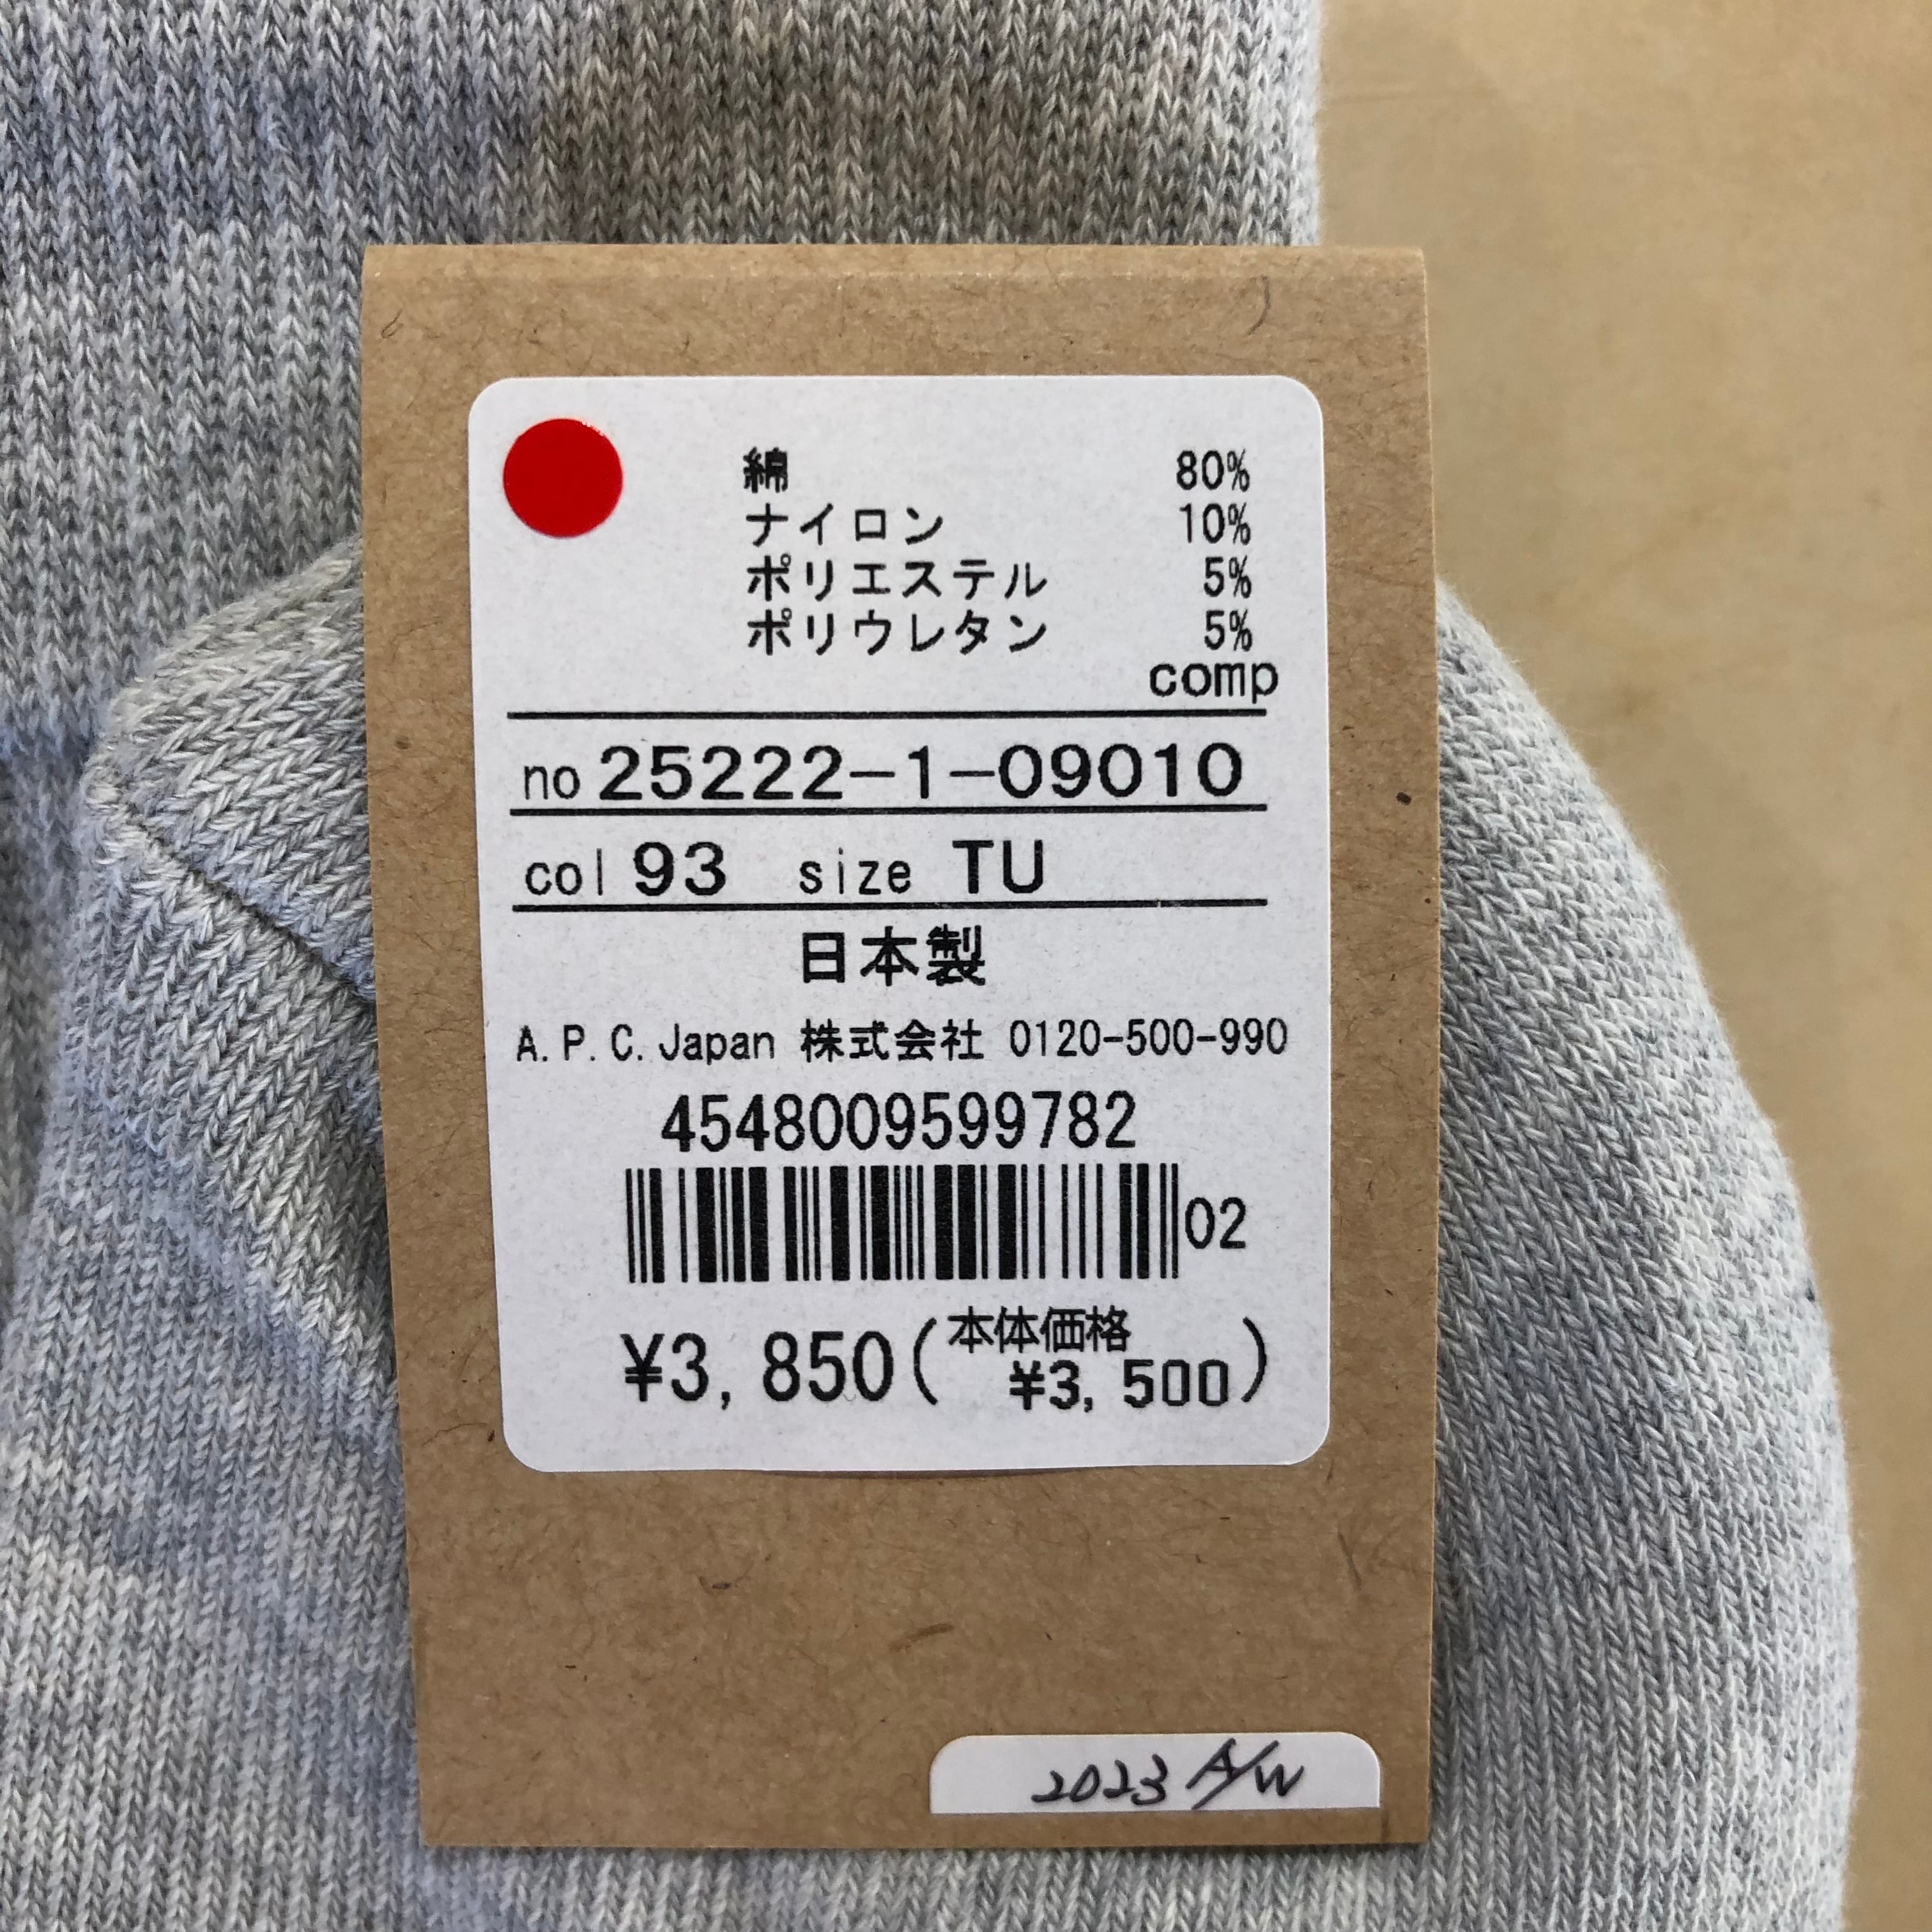 綿 80%
ナイロン 10%
ポリエステル 5%
ポリウレタン 5%
comp
no 25222-1-09010
col 93 size TU
日本製
A.P.C.Japan 株式会社 0120-500-990
4548009599782
02
¥3,850(本体価格 ¥3,500)
2023 A/W